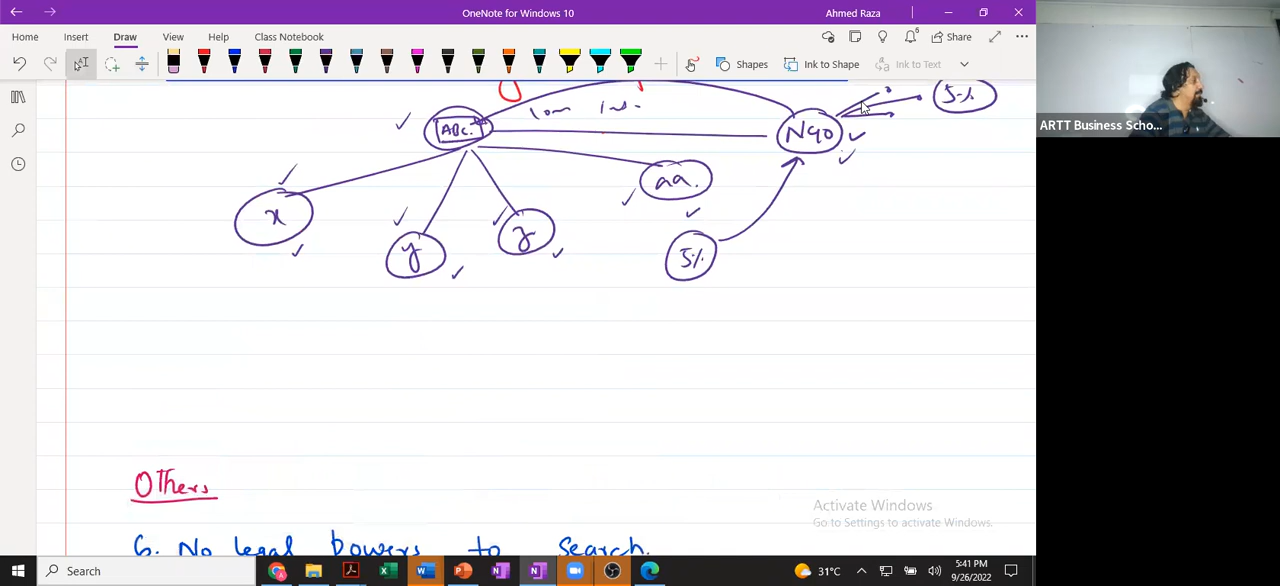 OneNote for Windows 10
Ahmed Raza
Home Insert Draw View Help Class Notebook
Share
Shapes Ink to Shape Ink to Text
5%
ABC.
NGO
aa.
x
y
z
5%
Others
6. No legal powers to search.
Activate Windows
Go to Settings to activate Windows.
ARTT Business Scho...
Search
31°C
5:41 PM
9/26/2022